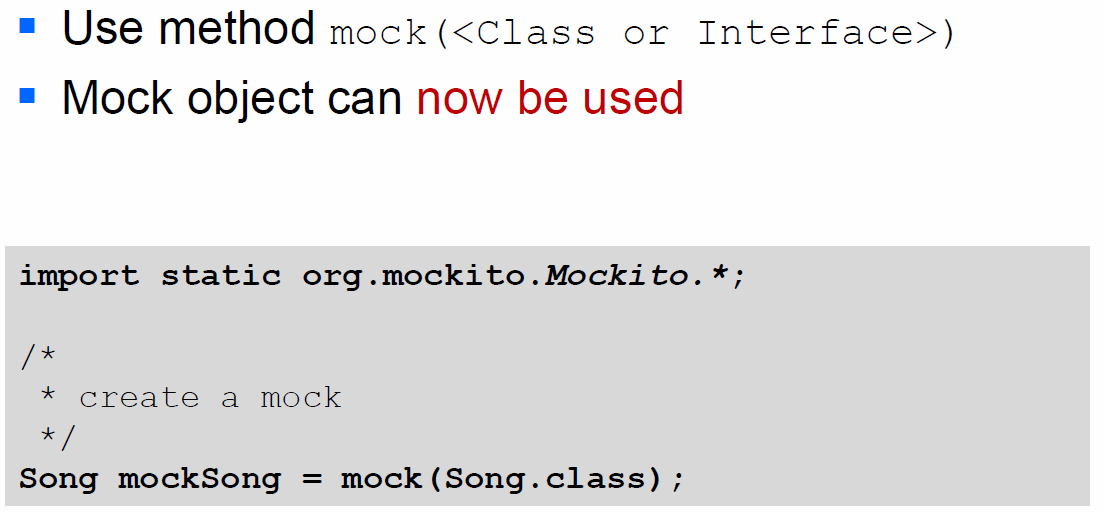 Use method mock(<Class or Interface>)
Mock object can now be used
import static org.mockito.Mockito.*;
/*
* create a mock
*/
Song mockSong = mock(Song.class);